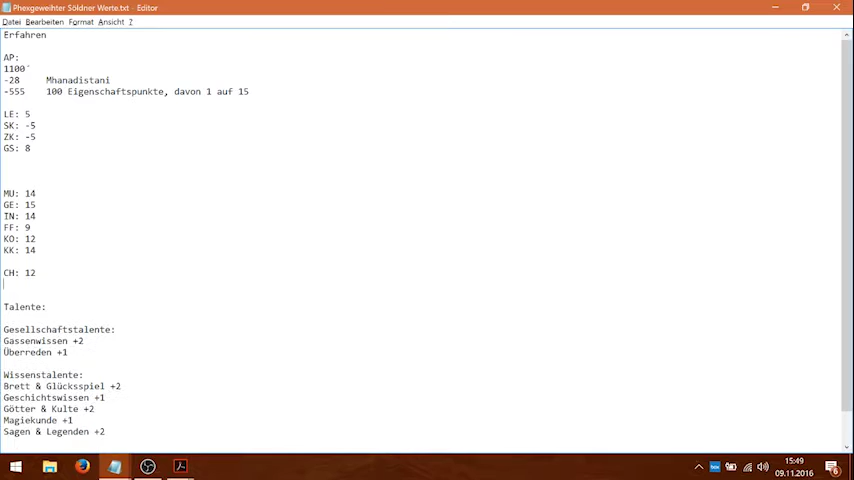 Phexgeweihter Söldner Werte.txt - Editor
Datei Bearbeiten Format Ansicht ?
Erfahren
AP:
1100´
-28 Mhanadistani
-555 100 Eigenschaftspunkte, davon 1 auf 15
LE: 5
SK: -5
ZK: -5
GS: 8
MU: 14
GE: 15
IN: 14
FF: 9
KO: 12
KK: 14
CH: 12
Talente:
Gesellschaftstalente:
Gassenwissen +2
Überreden +1
Wissenstalente:
Brett & Glücksspiel +2
Geschichtswissen +1
Götter & Kulte +2
Magiekunde +1
Sagen & Legenden +2
15:49
09.11.2016
6